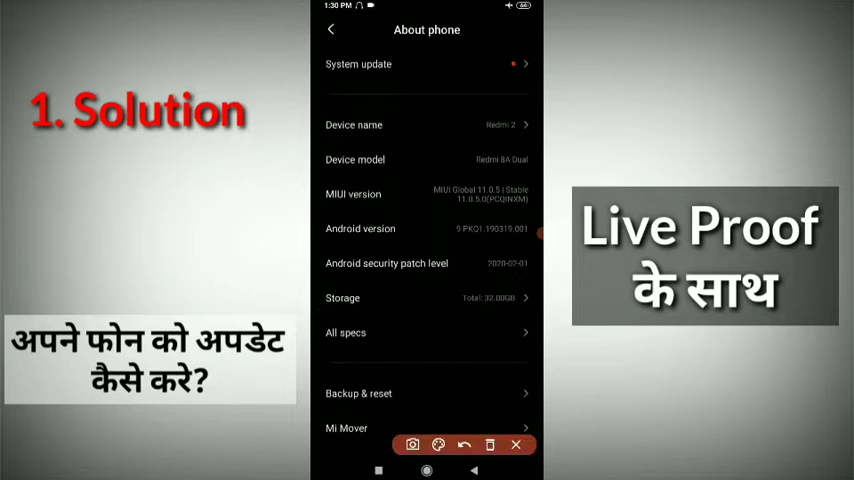 1. Solution
अपने फोन को अपडेट
कैसे करे?
1:30 PM
66
About phone
System update
Device name Redmi 2
Device model Redmi 8A Dual
MIUI version MIUI Global 11.0.5 | Stable
11.0.5.0(PCQINXM)
Android version 9 PKQ1.190319.001
Android security patch level 2020-02-01
Storage Total: 32.00GB
All specs
Backup & reset
Mi Mover
Live Proof
के साथ